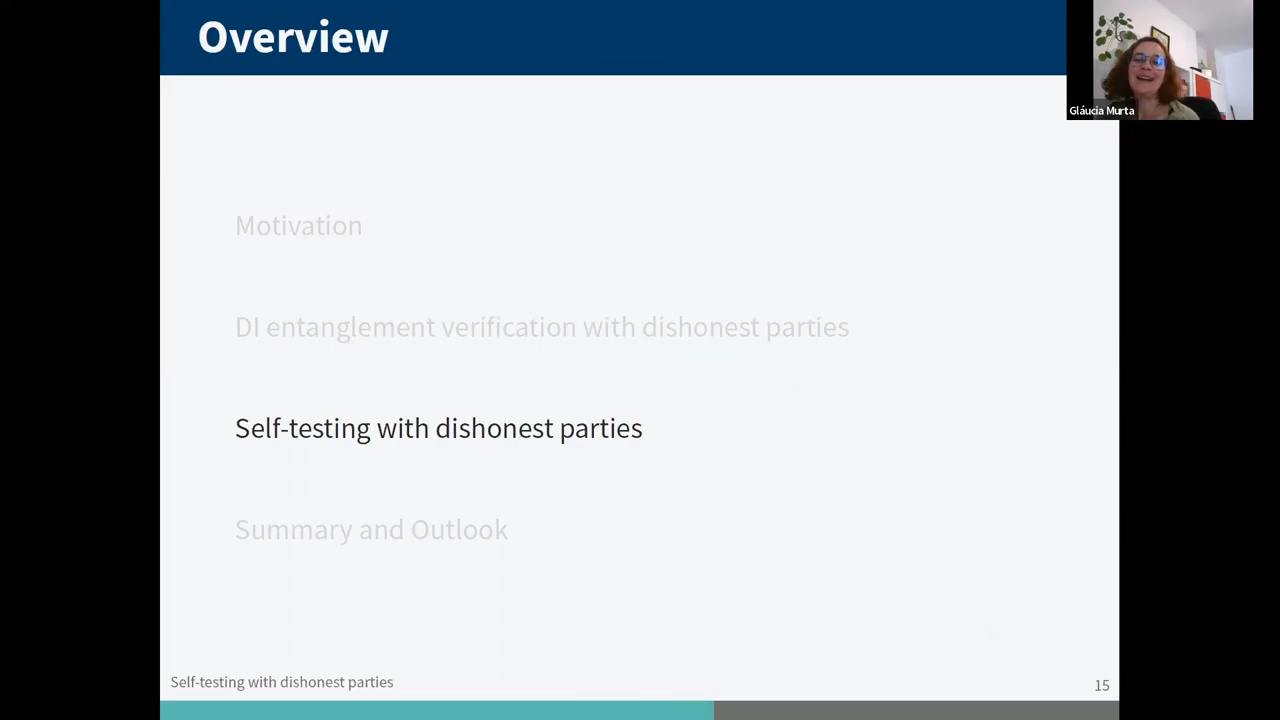 Overview
Gláucia Murta
Motivation
DI entanglement verification with dishonest parties
Self-testing with dishonest parties
Summary and Outlook
Self-testing with dishonest parties
15